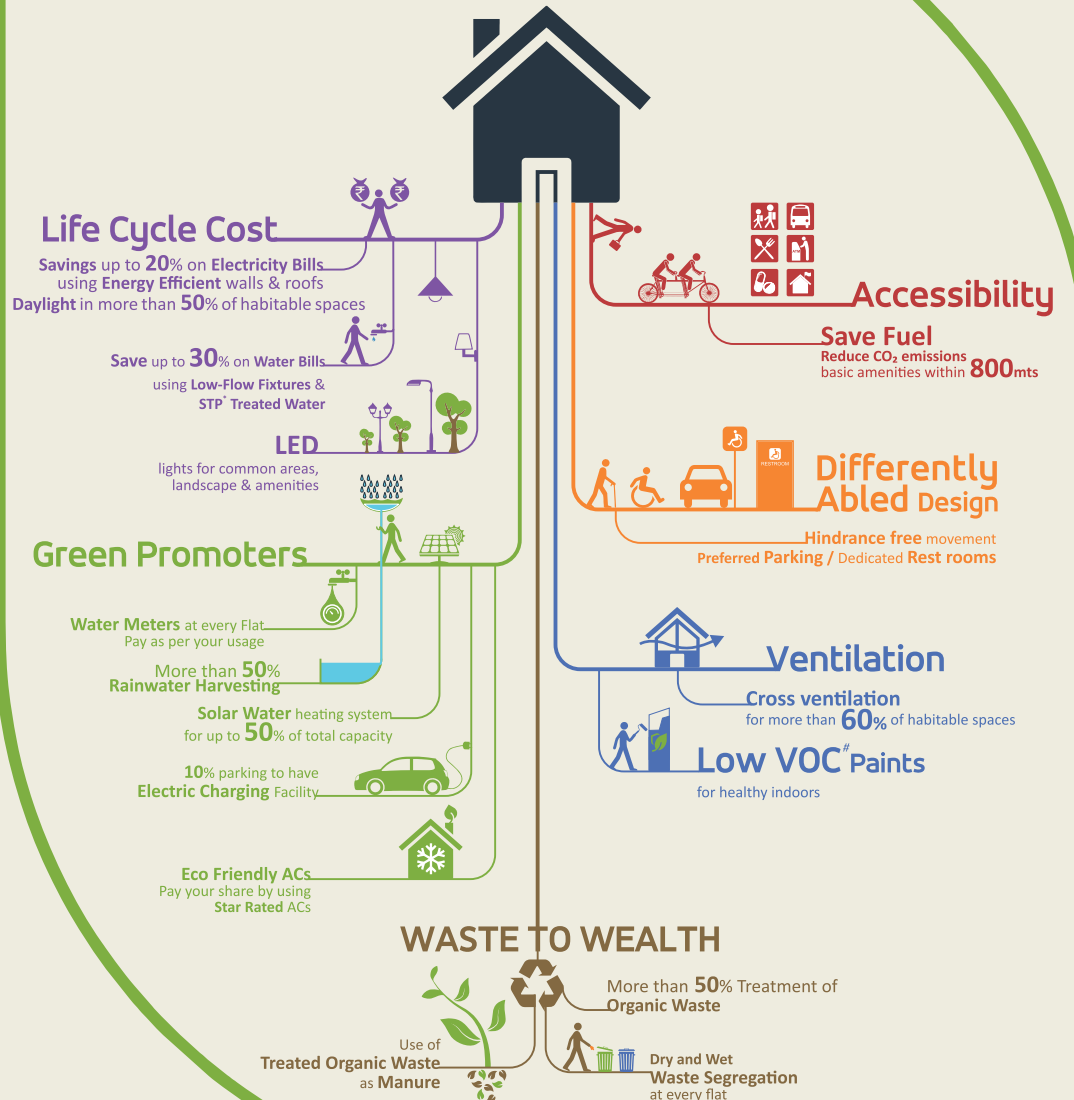 Life Cycle Cost
Savings up to 20% on Electricity Bills
using Energy Efficient walls & roofs
Daylight in more than 50% of habitable spaces
Save up to 30% on Water Bills
using Low-Flow Fixtures &
STP* Treated Water
LED
lights for common areas,
landscape & amenities
Green Promoters
Water Meters at every Flat
Pay as per your usage
More than 50%
Rainwater Harvesting
Solar Water heating system
for up to 50% of total capacity
10% parking to have
Electric Charging Facility
Eco Friendly ACs
Pay your share by using
Star Rated ACs
Accessibility
Save Fuel
Reduce CO₂ emissions
basic amenities within 800mts
RESTROOM
Differently
Abled Design
Hindrance free movement
Preferred Parking / Dedicated Rest rooms
Ventilation
Cross ventilation
for more than 60% of habitable spaces
Low VOC# Paints
for healthy indoors
WASTE TO WEALTH
More than 50% Treatment of
Organic Waste
Use of
Treated Organic Waste
as Manure
Dry and Wet
Waste Segregation
at every flat